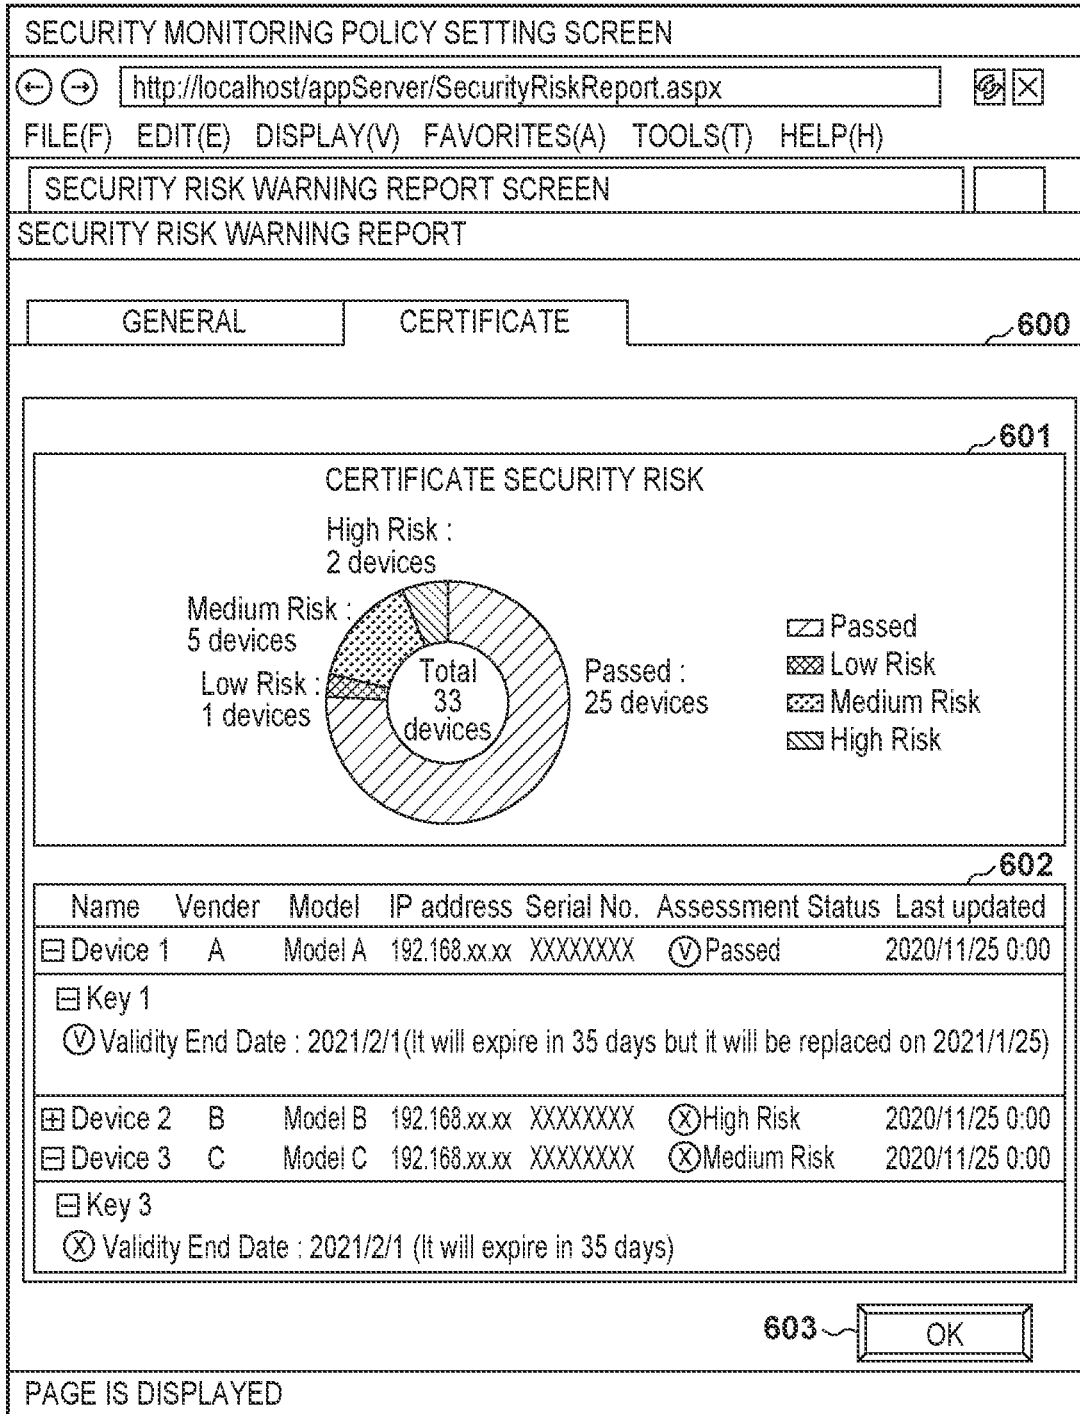 SECURITY MONITORING POLICY SETTING SCREEN
http://localhost/appServer/SecurityRiskReport.aspx
FILE(F) EDIT(E) DISPLAY(V) FAVORITES(A) TOOLS(T) HELP(H)
SECURITY RISK WARNING REPORT SCREEN
SECURITY RISK WARNING REPORT
GENERAL CERTIFICATE
600
601
CERTIFICATE SECURITY RISK
High Risk :
2 devices
Medium Risk :
5 devices
Low Risk :
1 devices
Total
33
devices
Passed :
25 devices
Passed
Low Risk
Medium Risk
High Risk
602
Name Vender Model IP address Serial No. Assessment Status Last updated
Device 1 A Model A 192.168.xx.xx XXXXXXXX V Passed 2020/11/25 0:00
Key 1
V Validity End Date : 2021/2/1(It will expire in 35 days but it will be replaced on 2021/1/25)
Device 2 B Model B 192.168.xx.xx XXXXXXXX X High Risk 2020/11/25 0:00
Device 3 C Model C 192.168.xx.xx XXXXXXXX X Medium Risk 2020/11/25 0:00
Key 3
X Validity End Date : 2021/2/1 (It will expire in 35 days)
603
OK
PAGE IS DISPLAYED